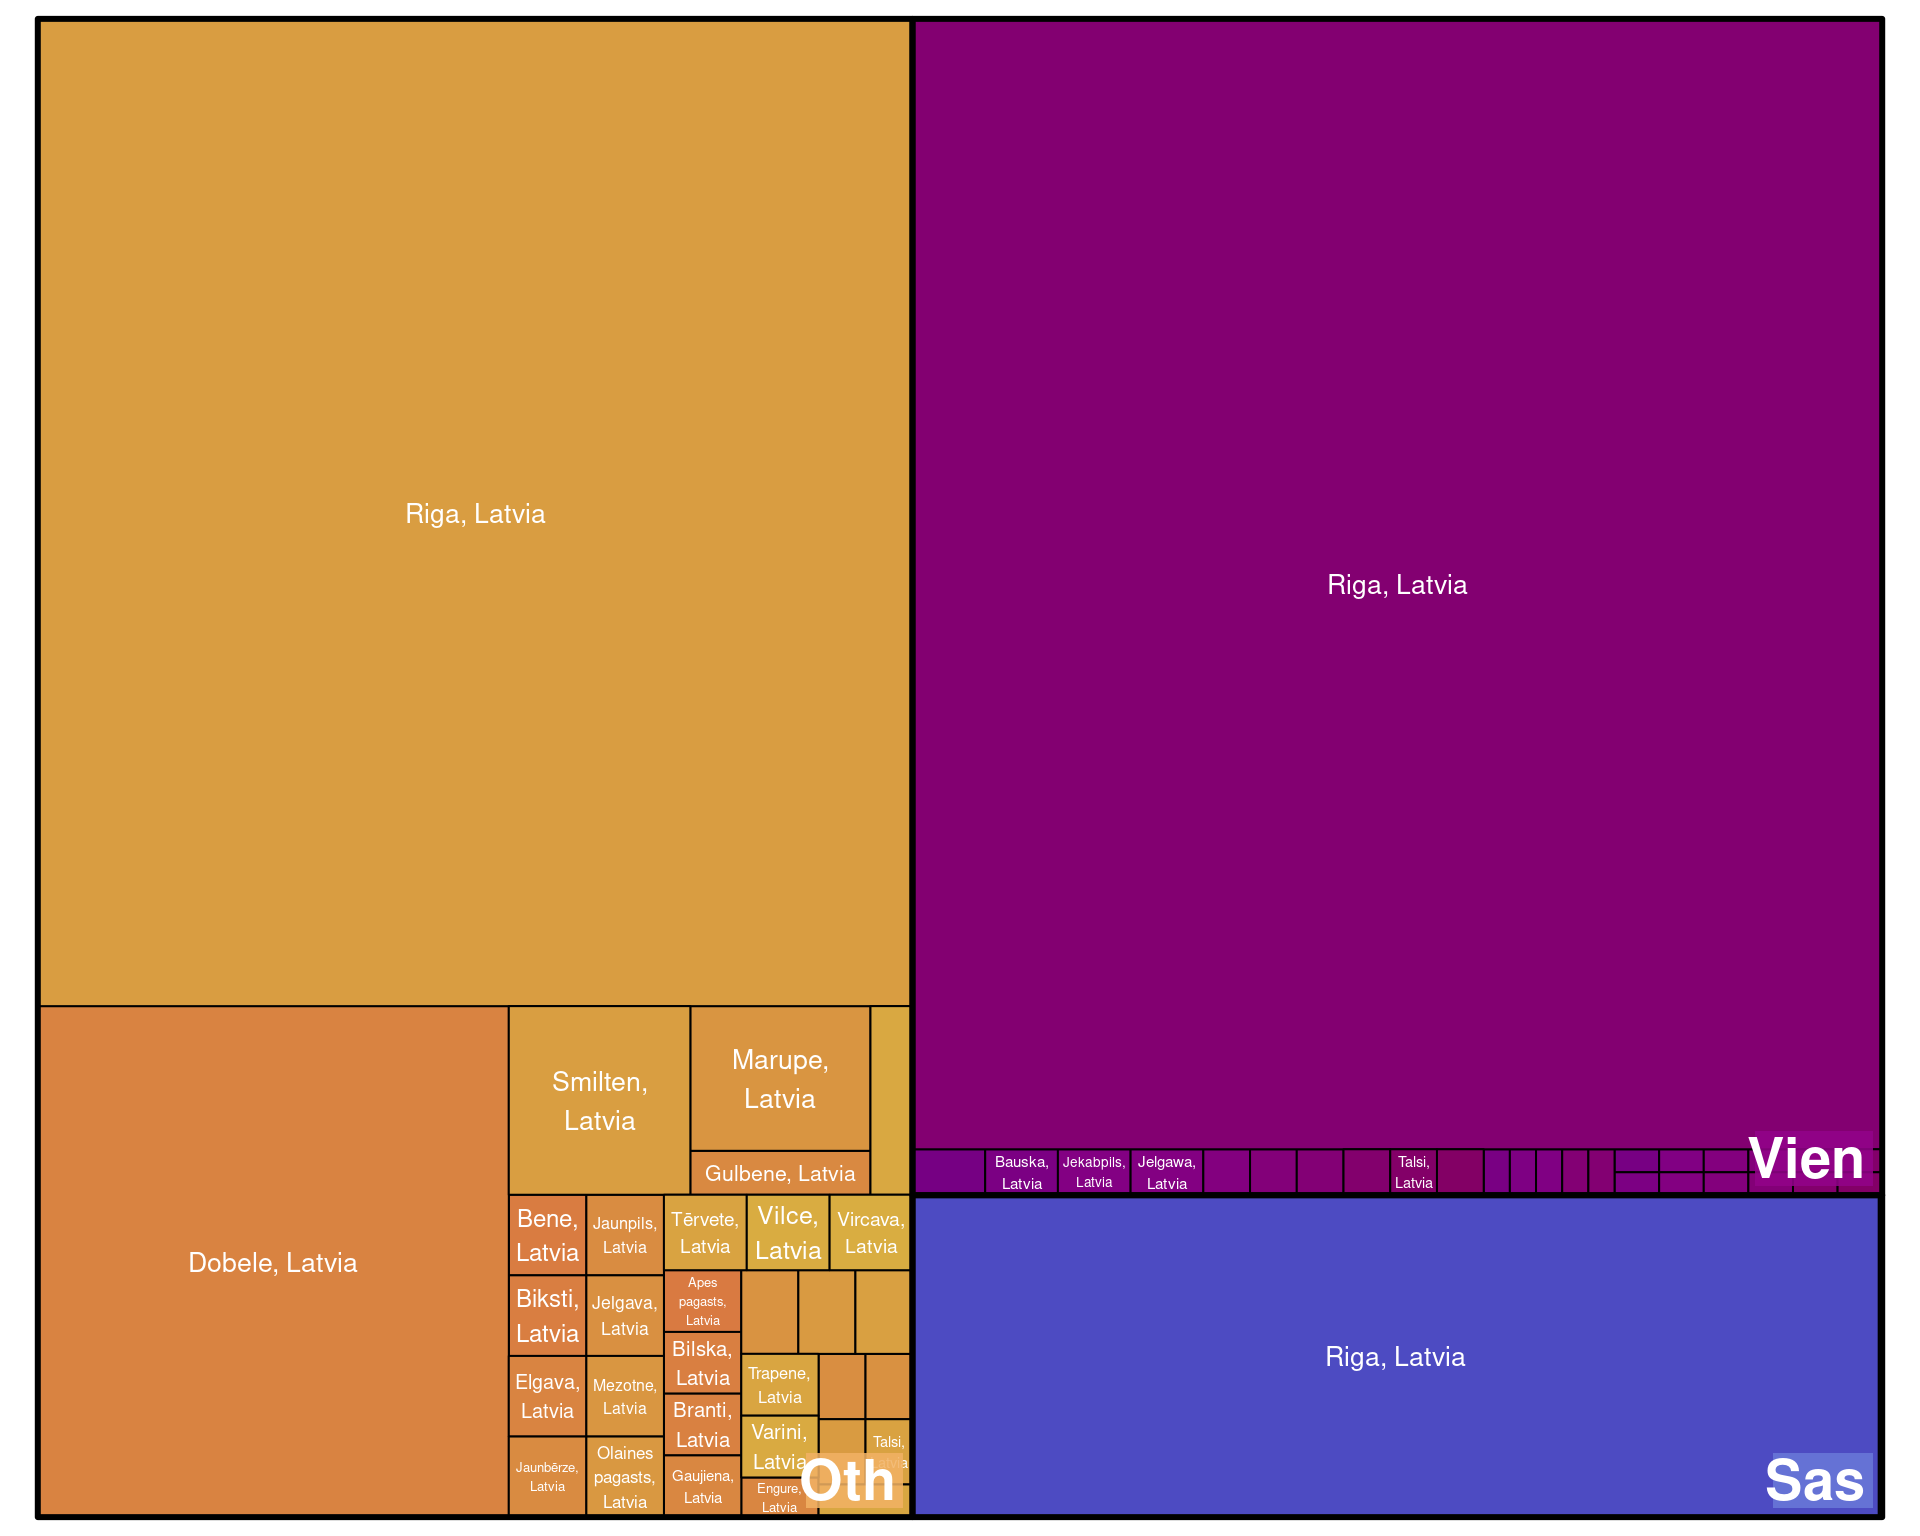 Riga, Latvia
Dobele, Latvia
Smilten,
Latvia
Marupe,
Latvia
Gulbene, Latvia
Bene,
Latvia
Jaunpils,
Latvia
Tērvete,
Latvia
Vilce,
Latvia
Vircava,
Latvia
Biksti,
Latvia
Jelgava,
Latvia
Apes
pagasts,
Latvia
Bilska,
Latvia
Elgava,
Latvia
Mezotne,
Latvia
Branti,
Latvia
Trapene,
Latvia
Varini,
Latvia
Talsi,
Jaunbērze,
Latvia
Olaines
pagasts,
Latvia
Gaujiena,
Latvia
Engure,
Latvia
Oth
Riga, Latvia
Bauska,
Latvia
Jekabpils,
Latvia
Jelgawa,
Latvia
Talsi,
Latvia
Vien
Riga, Latvia
Sas